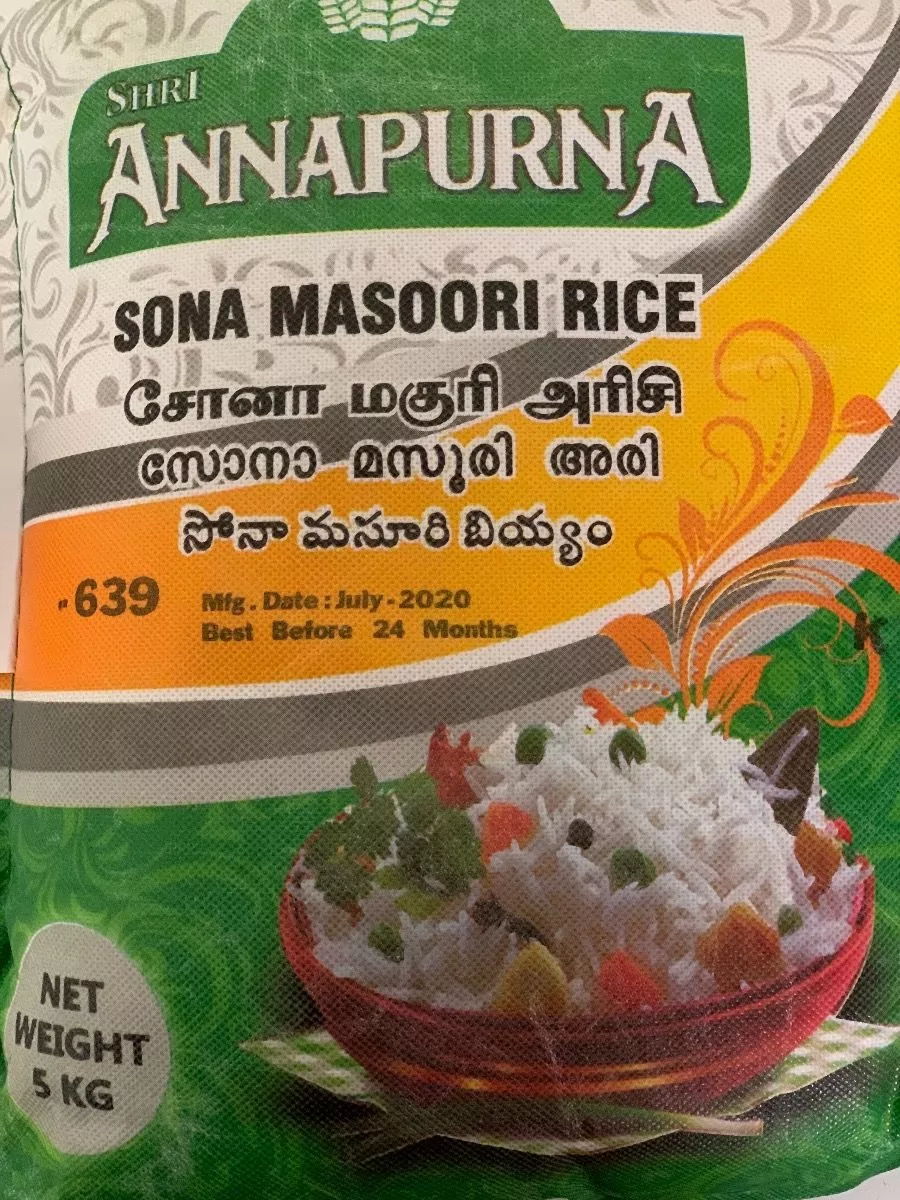 SHRI
ANNAPURNA
SONA MASOORI RICE
சோனா மசூரி அரிசி
സോനാ മസൂരി അരി
సోనా మసూరి బియ్యం
-639
Mfg. Date : July - 2020
Best Before 24 Months
K
NET
WEIGHT
5 KG